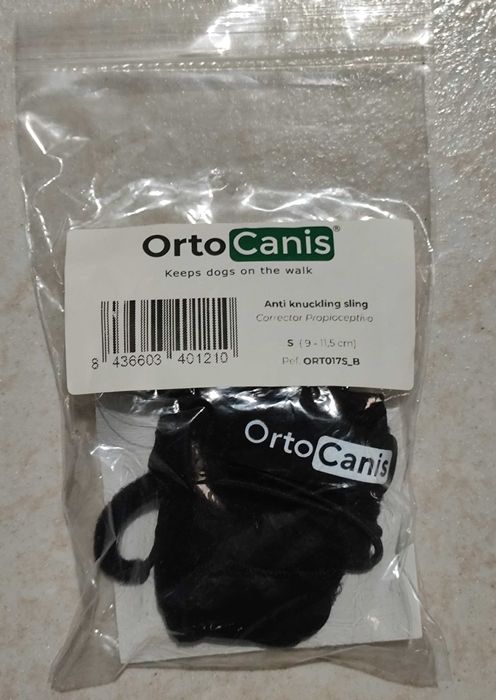 OrtoCanis®
Keeps dogs on the walk
Anti knuckling sling
Corrector Propioceptivo
S (9 - 11,5 cm)
Ref. ORT017S_B
8 436603 401210
OrtoCanis